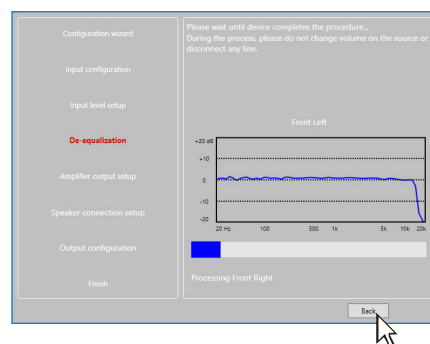 Configuration wizard
Input configuration
Input level setup
De-equalization
Amplifier output setup
Speaker connection setup
Output configuration
Finish
Please wait until device completes the procedure...
During the process, please do not change volume on the source or
disconnect any line.
Front Left
+20 dB
+10
0
-10
-20
20 Hz 100 500 1k 5k 10k 20k
Processing Front Right
Back